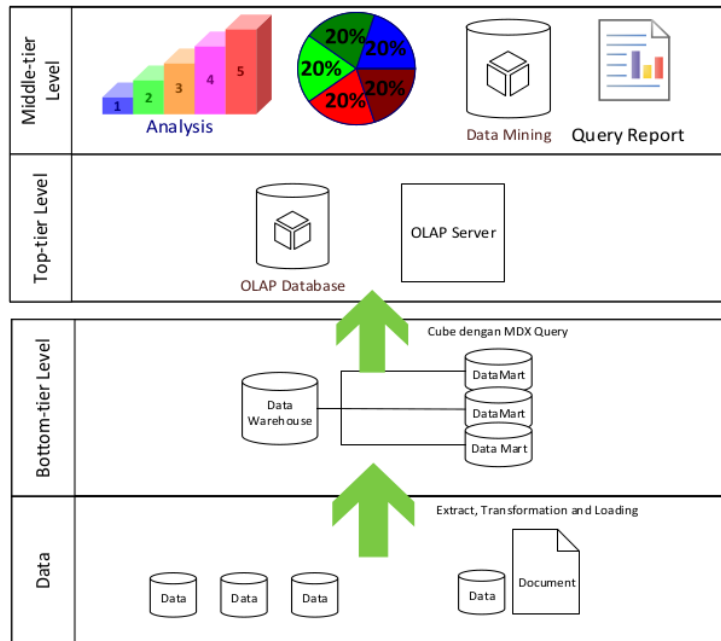 Middle-tier
Level
1
2
3
4
5
Analysis
20%
20%
20%
20%
20%
Data Mining
Query Report
Top-tier Level
OLAP Database
OLAP Server
Bottom-tier Level
Cube dengan MDX Query
Data
Warehouse
DataMart
DataMart
Data Mart
Data
Extract, Transformation and Loading
Data
Data
Data
Data
Document